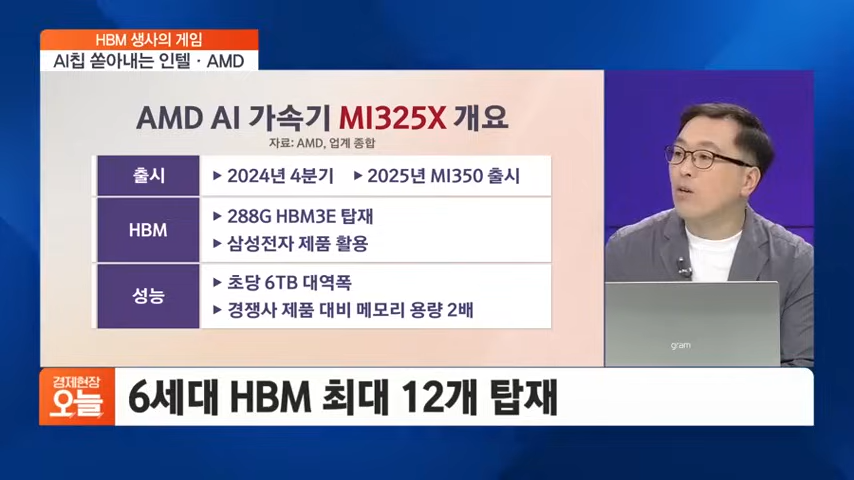 HBM 생사의 게임
AI칩 쏟아내는 인텔 · AMD
AMD AI 가속기 MI325X 개요
자료: AMD, 업계 종합
출시
▶ 2024년 4분기 ▶ 2025년 MI350 출시
HBM
▶ 288G HBM3E 탑재
▶ 삼성전자 제품 활용
성능
▶ 초당 6TB 대역폭
▶ 경쟁사 제품 대비 메모리 용량 2배
gram
경제현장
오늘
6세대 HBM 최대 12개 탑재